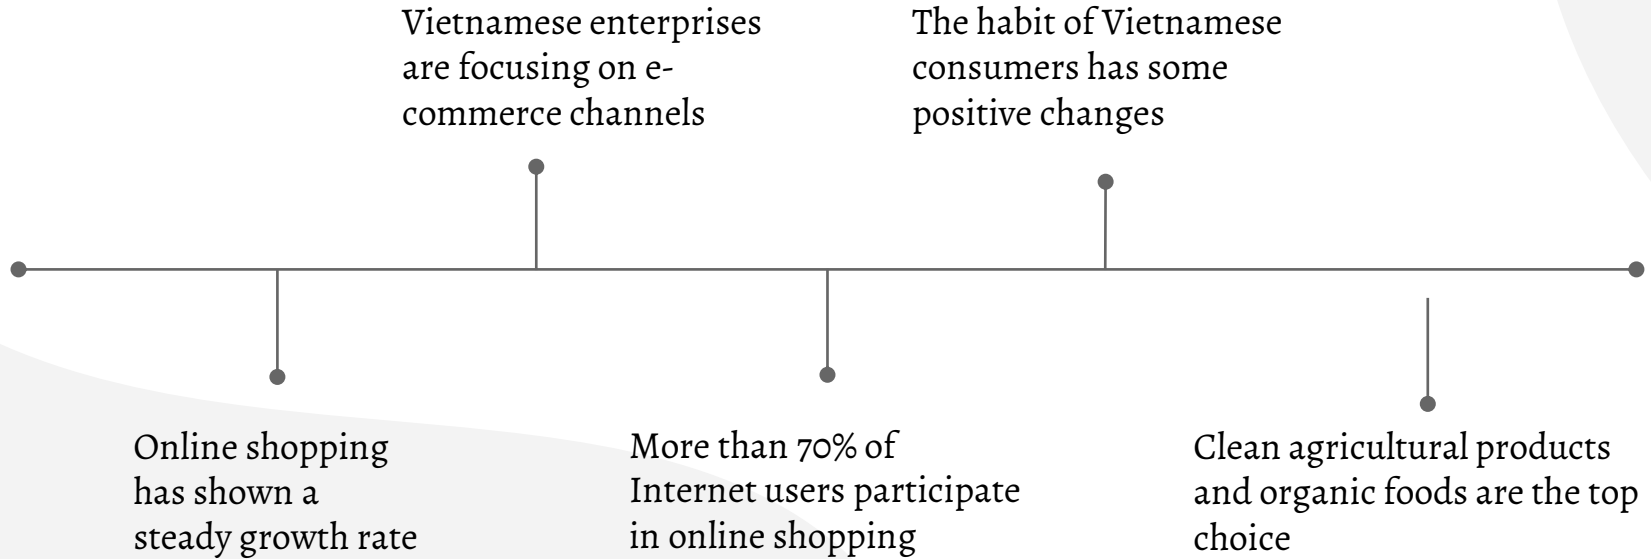 Vietnamese enterprises
are focusing on e-
commerce channels
The habit of Vietnamese
consumers has some
positive changes
Online shopping
has shown a
steady growth rate
More than 70% of
Internet users participate
in online shopping
Clean agricultural products
and organic foods are the top
choice